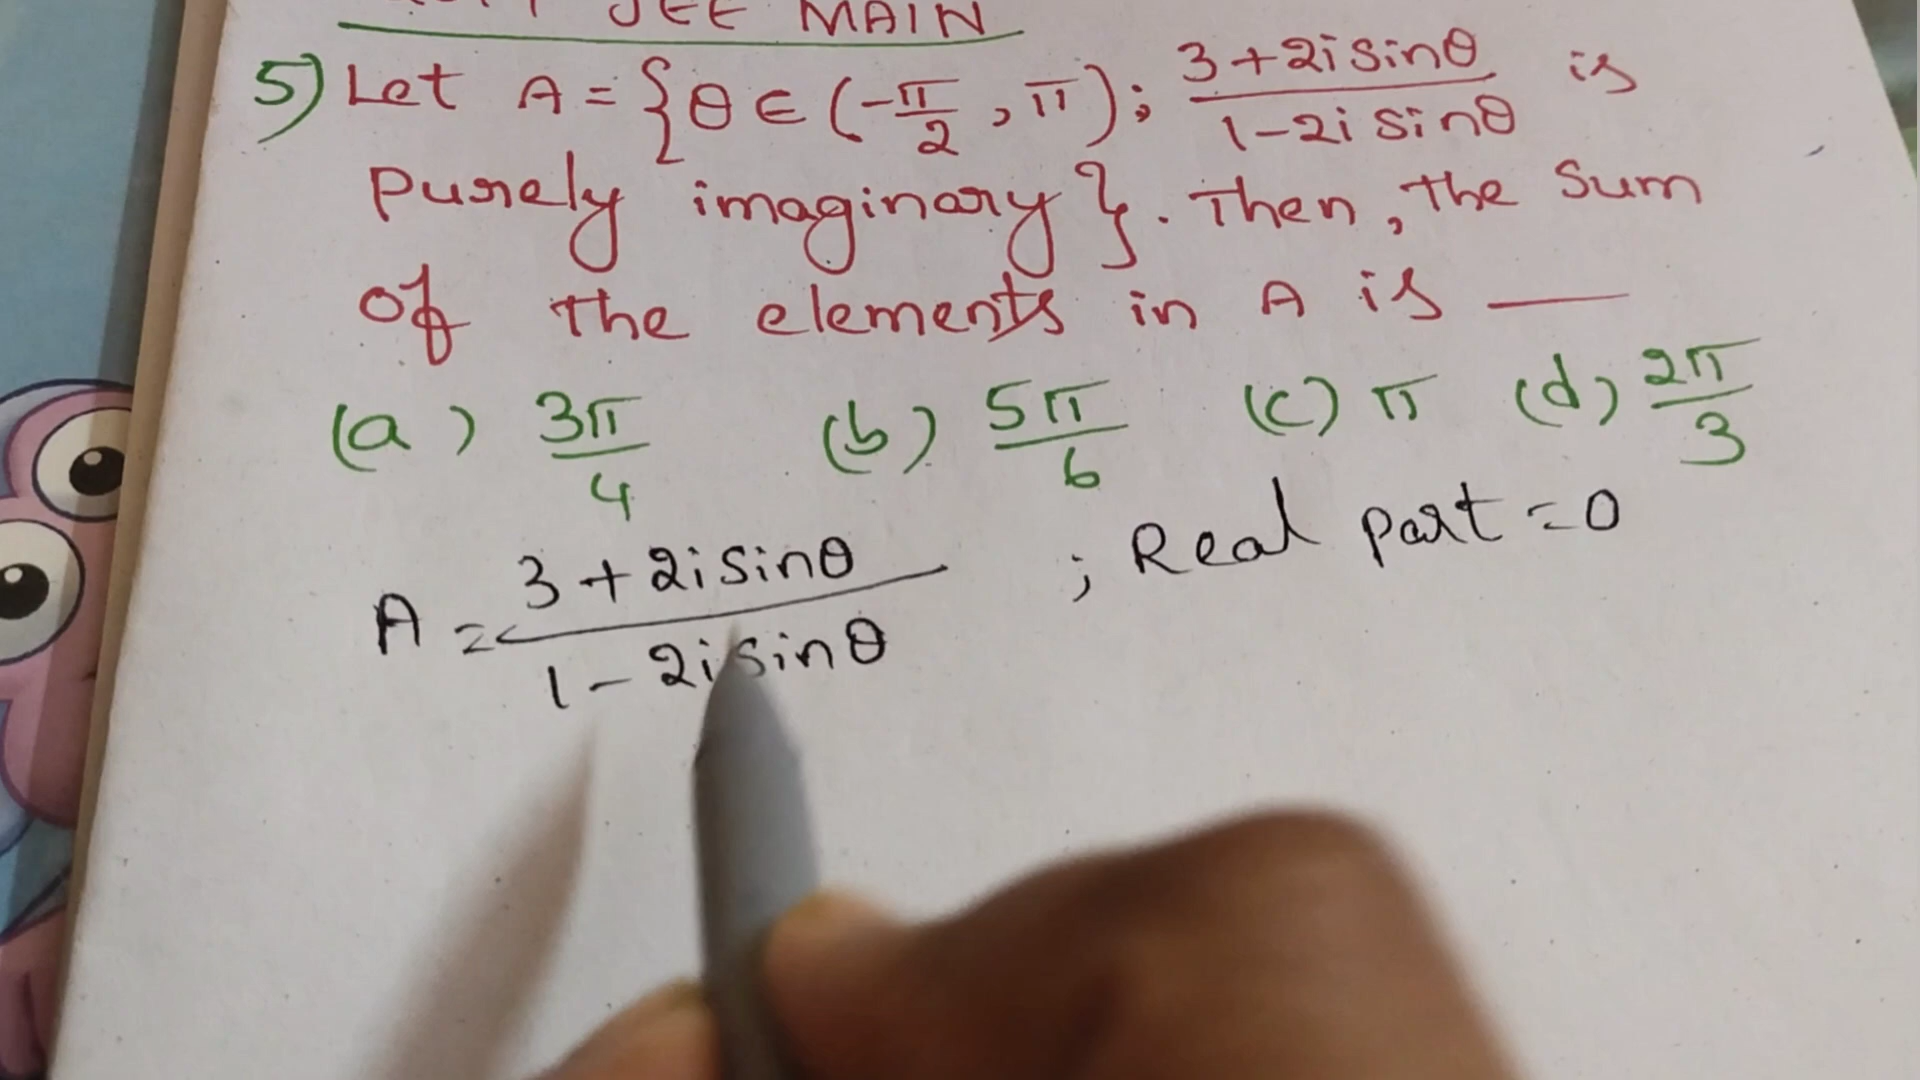 JEE MAIN
5) Let A = {θ ∈ (-π/2, π); (3+2i sinθ)/(1-2i sinθ) is
Purely imaginary}. Then, the Sum
of the elements in A is ___
(a) 3π/4 (b) 5π/6 (c) π (d) 2π/3
A = (3+2i sinθ)/(1-2i sinθ) ; Real part = 0